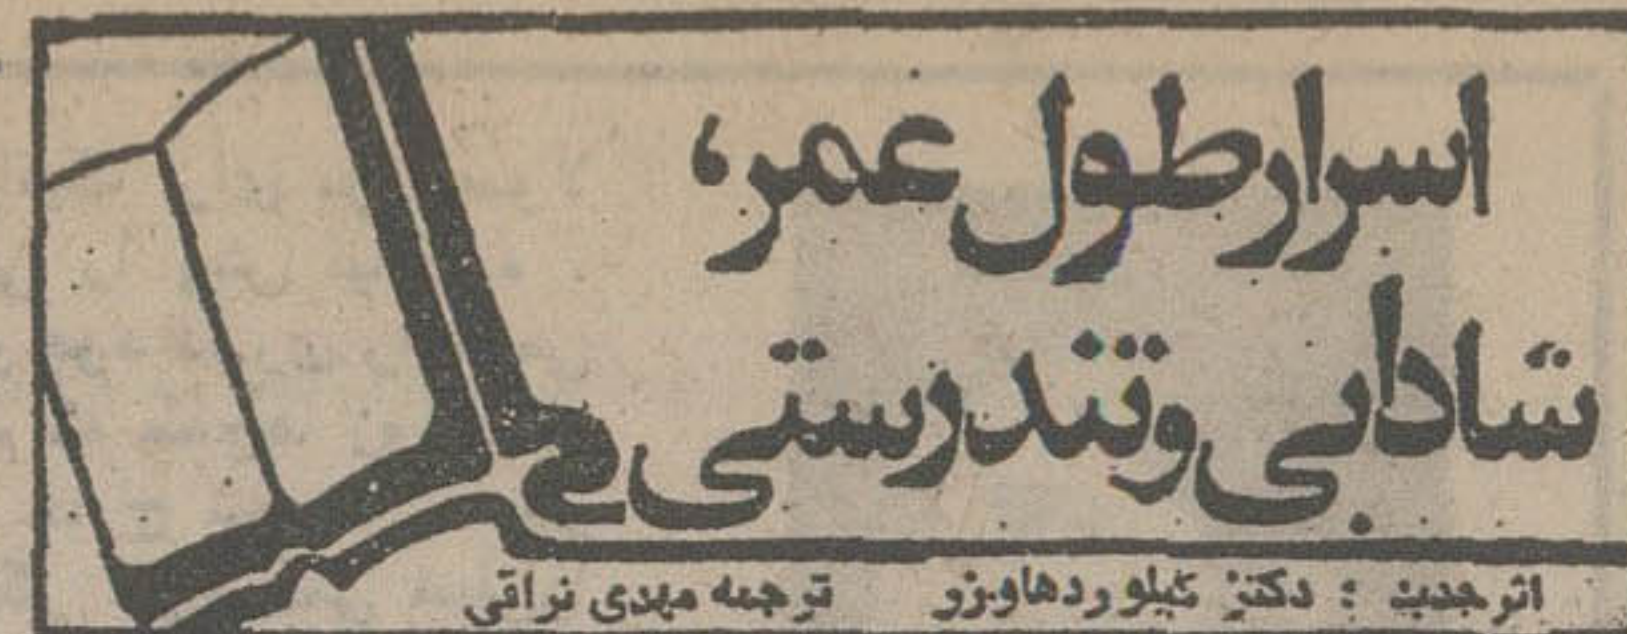 اسرار طول عمر،
شادابی و تندرستی
اثر جدید : دکتر گیلورد هاوزر ترجمه مهدی نراقی